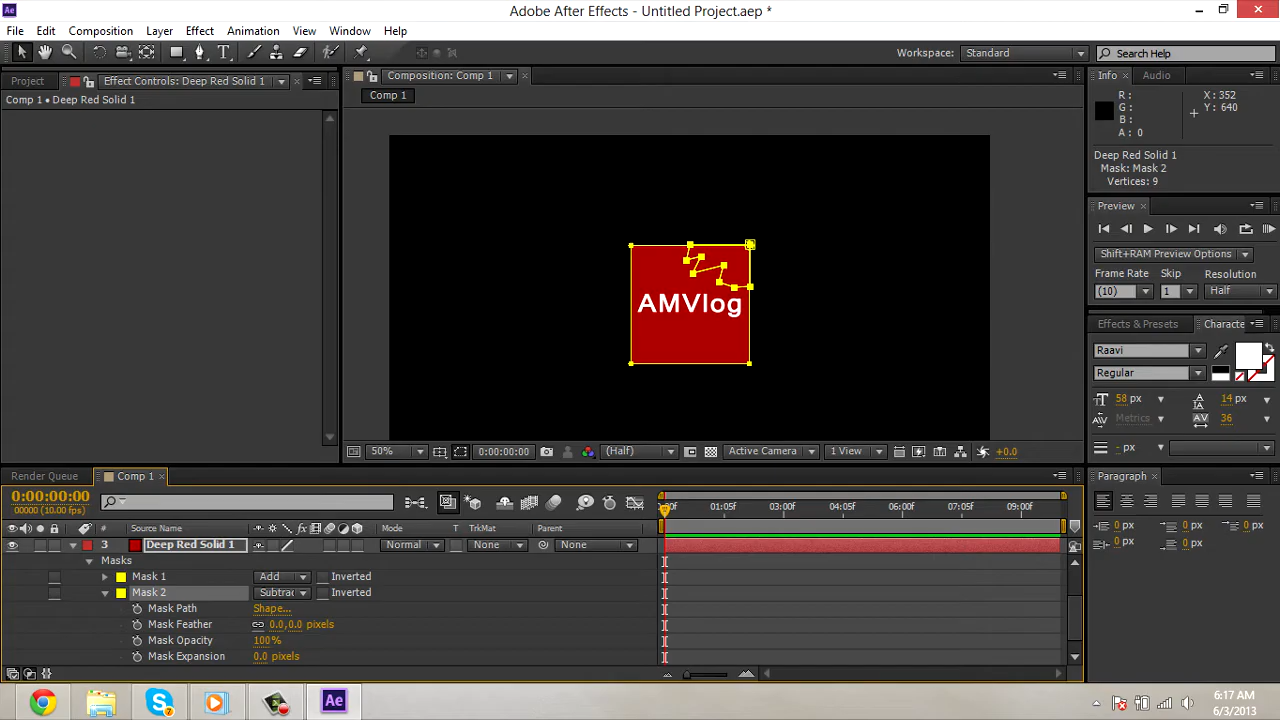 Adobe After Effects - Untitled Project.aep *
File Edit Composition Layer Effect Animation View Window Help
Workspace: Standard Search Help
Project Effect Controls: Deep Red Solid 1
Comp 1 • Deep Red Solid 1
Composition: Comp 1
Comp 1
AMVlog
50% 0:00:00:00 (Half) Active Camera 1 View +0.0
Info Audio
R : X: 352
G : Y: 640
B :
A : 0
Deep Red Solid 1
Mask: Mask 2
Vertices: 9
Preview
Shift+RAM Preview Options
Frame Rate Skip Resolution
(10) 1 Half
Effects & Presets Characte
Raavi
Regular
58 px 14 px
Metrics 36
- px
Paragraph
0 px 0 px 0 px
0 px 0 px
Render Queue Comp 1
0:00:00:00
00000 (10.00 fps)
:00f 01:05f 03:00f 04:05f 06:00f 07:05f 09:00f
# Source Name Mode T TrkMat Parent
3 Deep Red Solid 1 Normal None None
Masks
Mask 1 Add Inverted
Mask 2 Subtrac Inverted
Mask Path Shape...
Mask Feather 0.0,0.0 pixels
Mask Opacity 100%
Mask Expansion 0.0 pixels
6:17 AM
6/3/2013